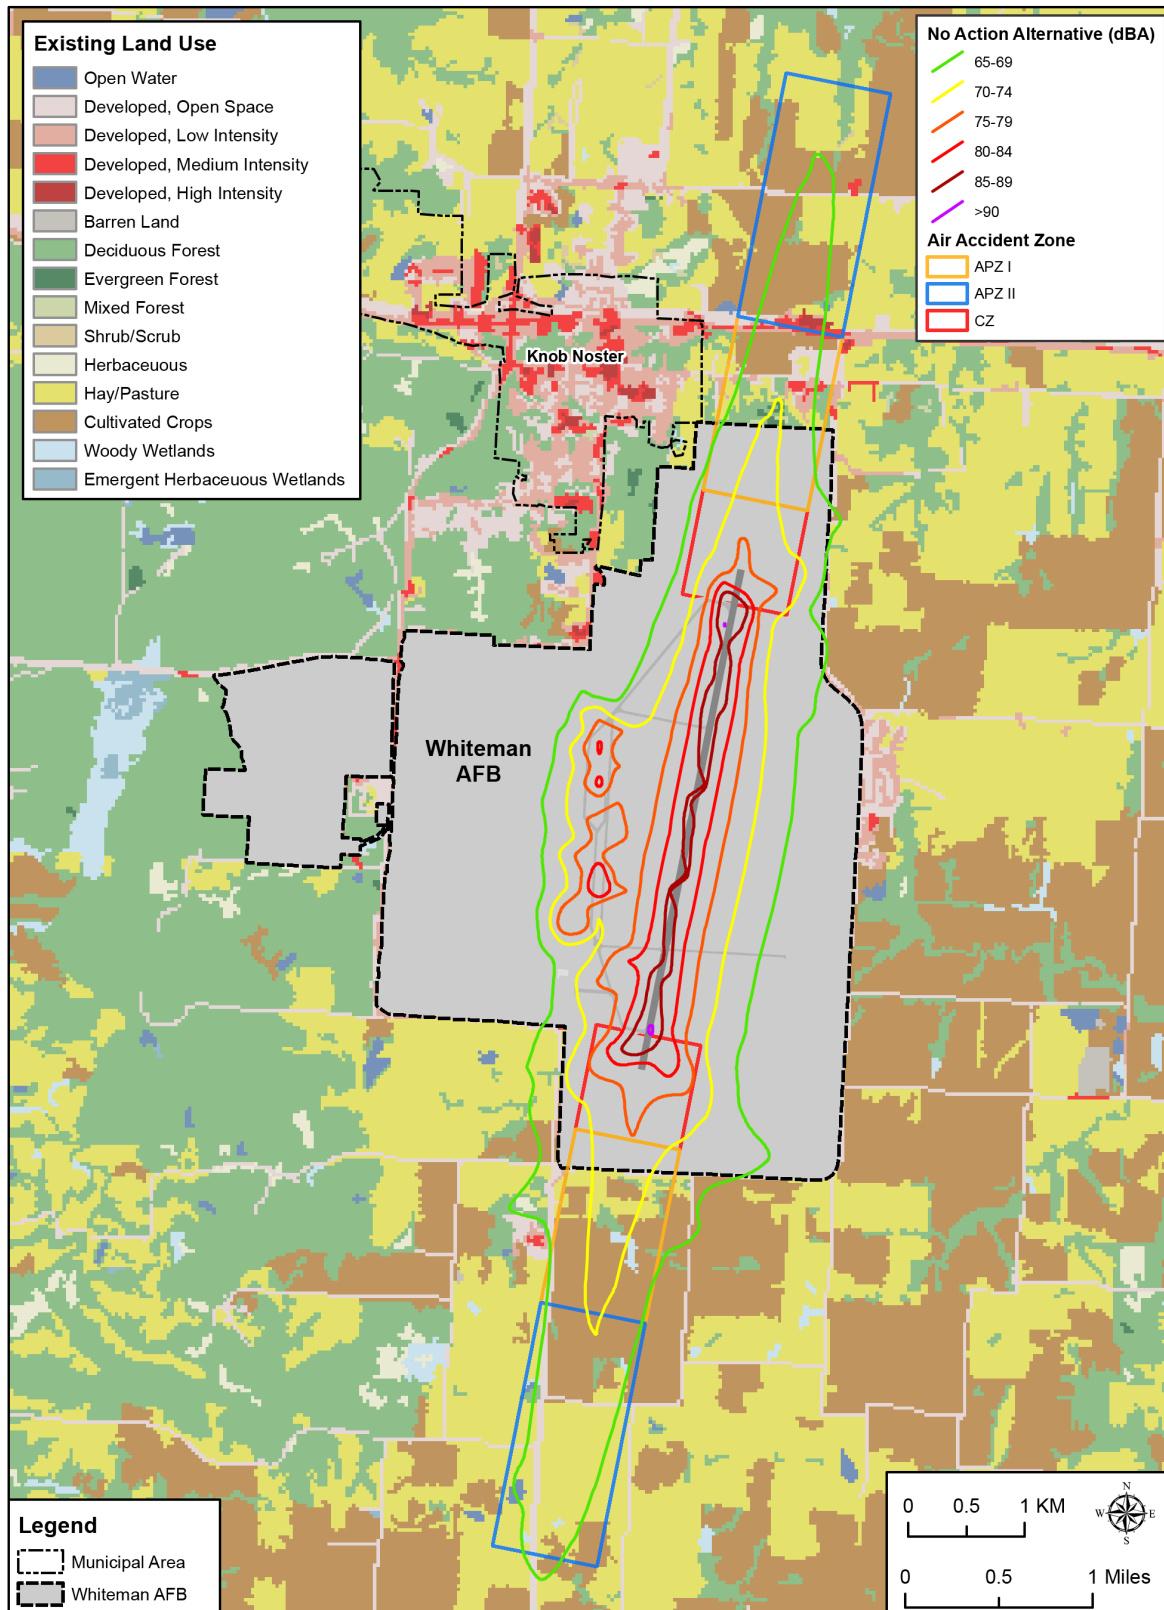 Existing Land Use
Open Water
Developed, Open Space
Developed, Low Intensity
Developed, Medium Intensity
Developed, High Intensity
Barren Land
Deciduous Forest
Evergreen Forest
Mixed Forest
Shrub/Scrub
Herbaceous
Hay/Pasture
Cultivated Crops
Woody Wetlands
Emergent Herbaceuous Wetlands
No Action Alternative (dBA)
65-69
70-74
75-79
80-84
85-89
>90
Air Accident Zone
APZ I
APZ II
CZ
Knob Noster
Whiteman
AFB
Legend
Municipal Area
Whiteman AFB
0 0.5 1 KM
0 0.5 1 Miles
N
W E
S